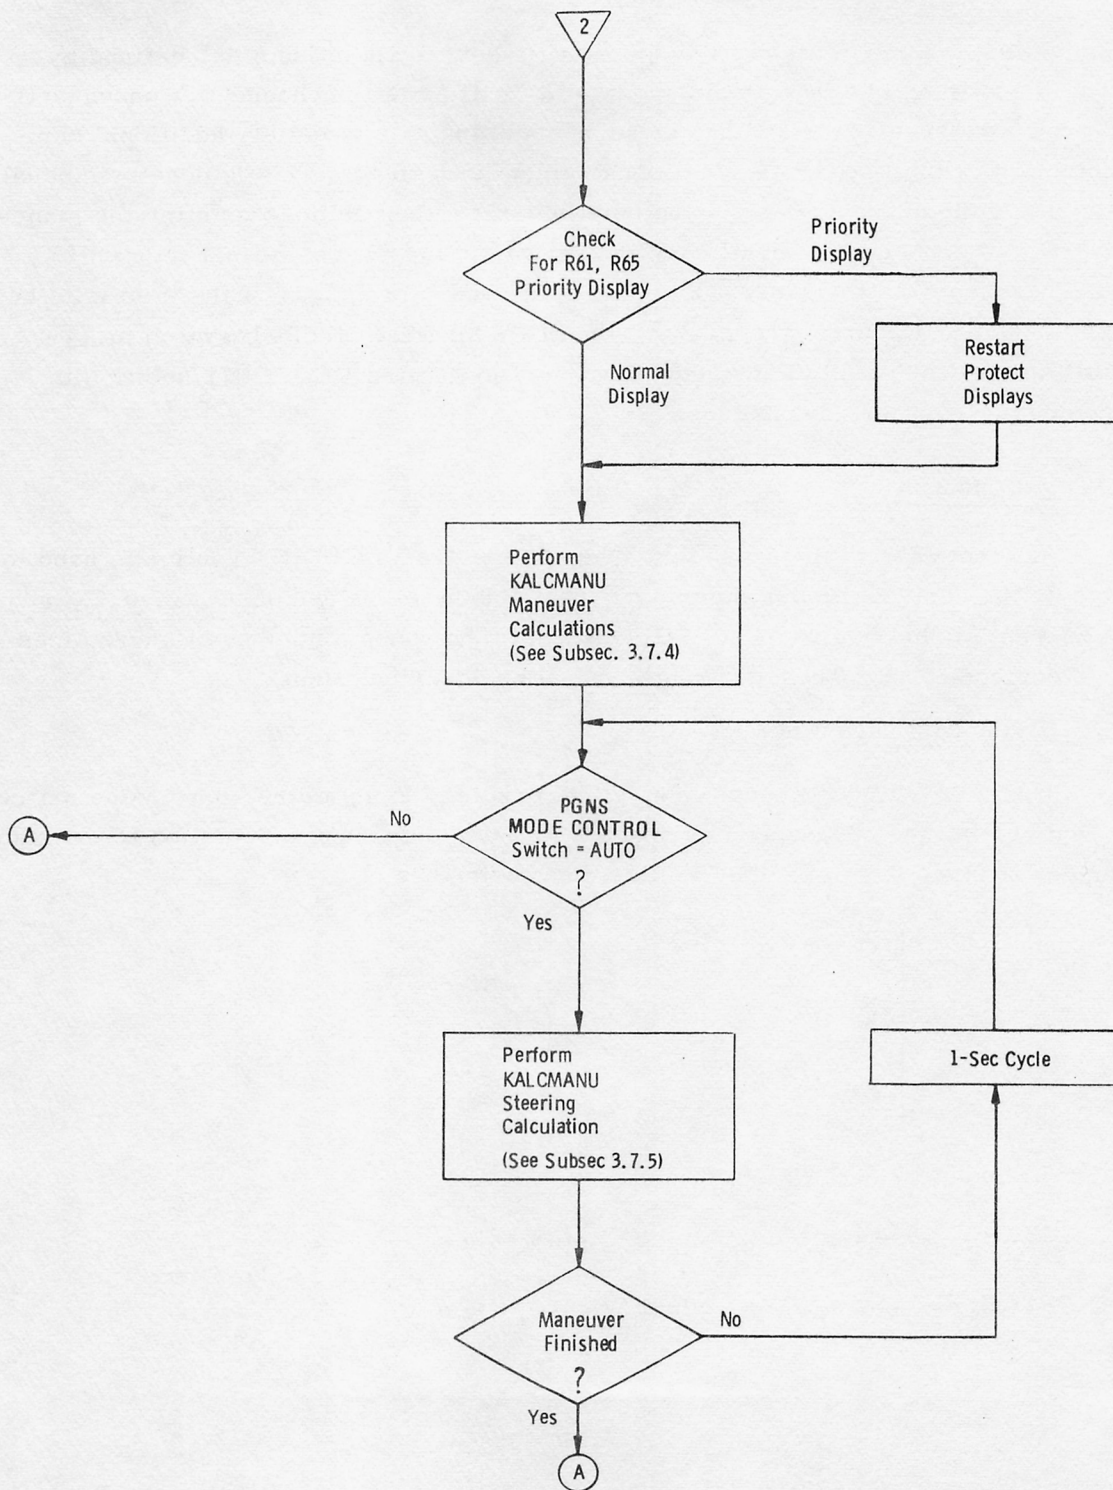 2
Check
For R61, R65
Priority Display
Priority
Display
Restart
Protect
Displays
Normal
Display
Perform
KALCMANU
Maneuver
Calculations
(See Subsec. 3.7.4)
PGNS
MODE CONTROL
Switch = AUTO
?
No
A
Yes
Perform
KALCMANU
Steering
Calculation
(See Subsec 3.7.5)
1-Sec Cycle
Maneuver
Finished
?
No
Yes
A